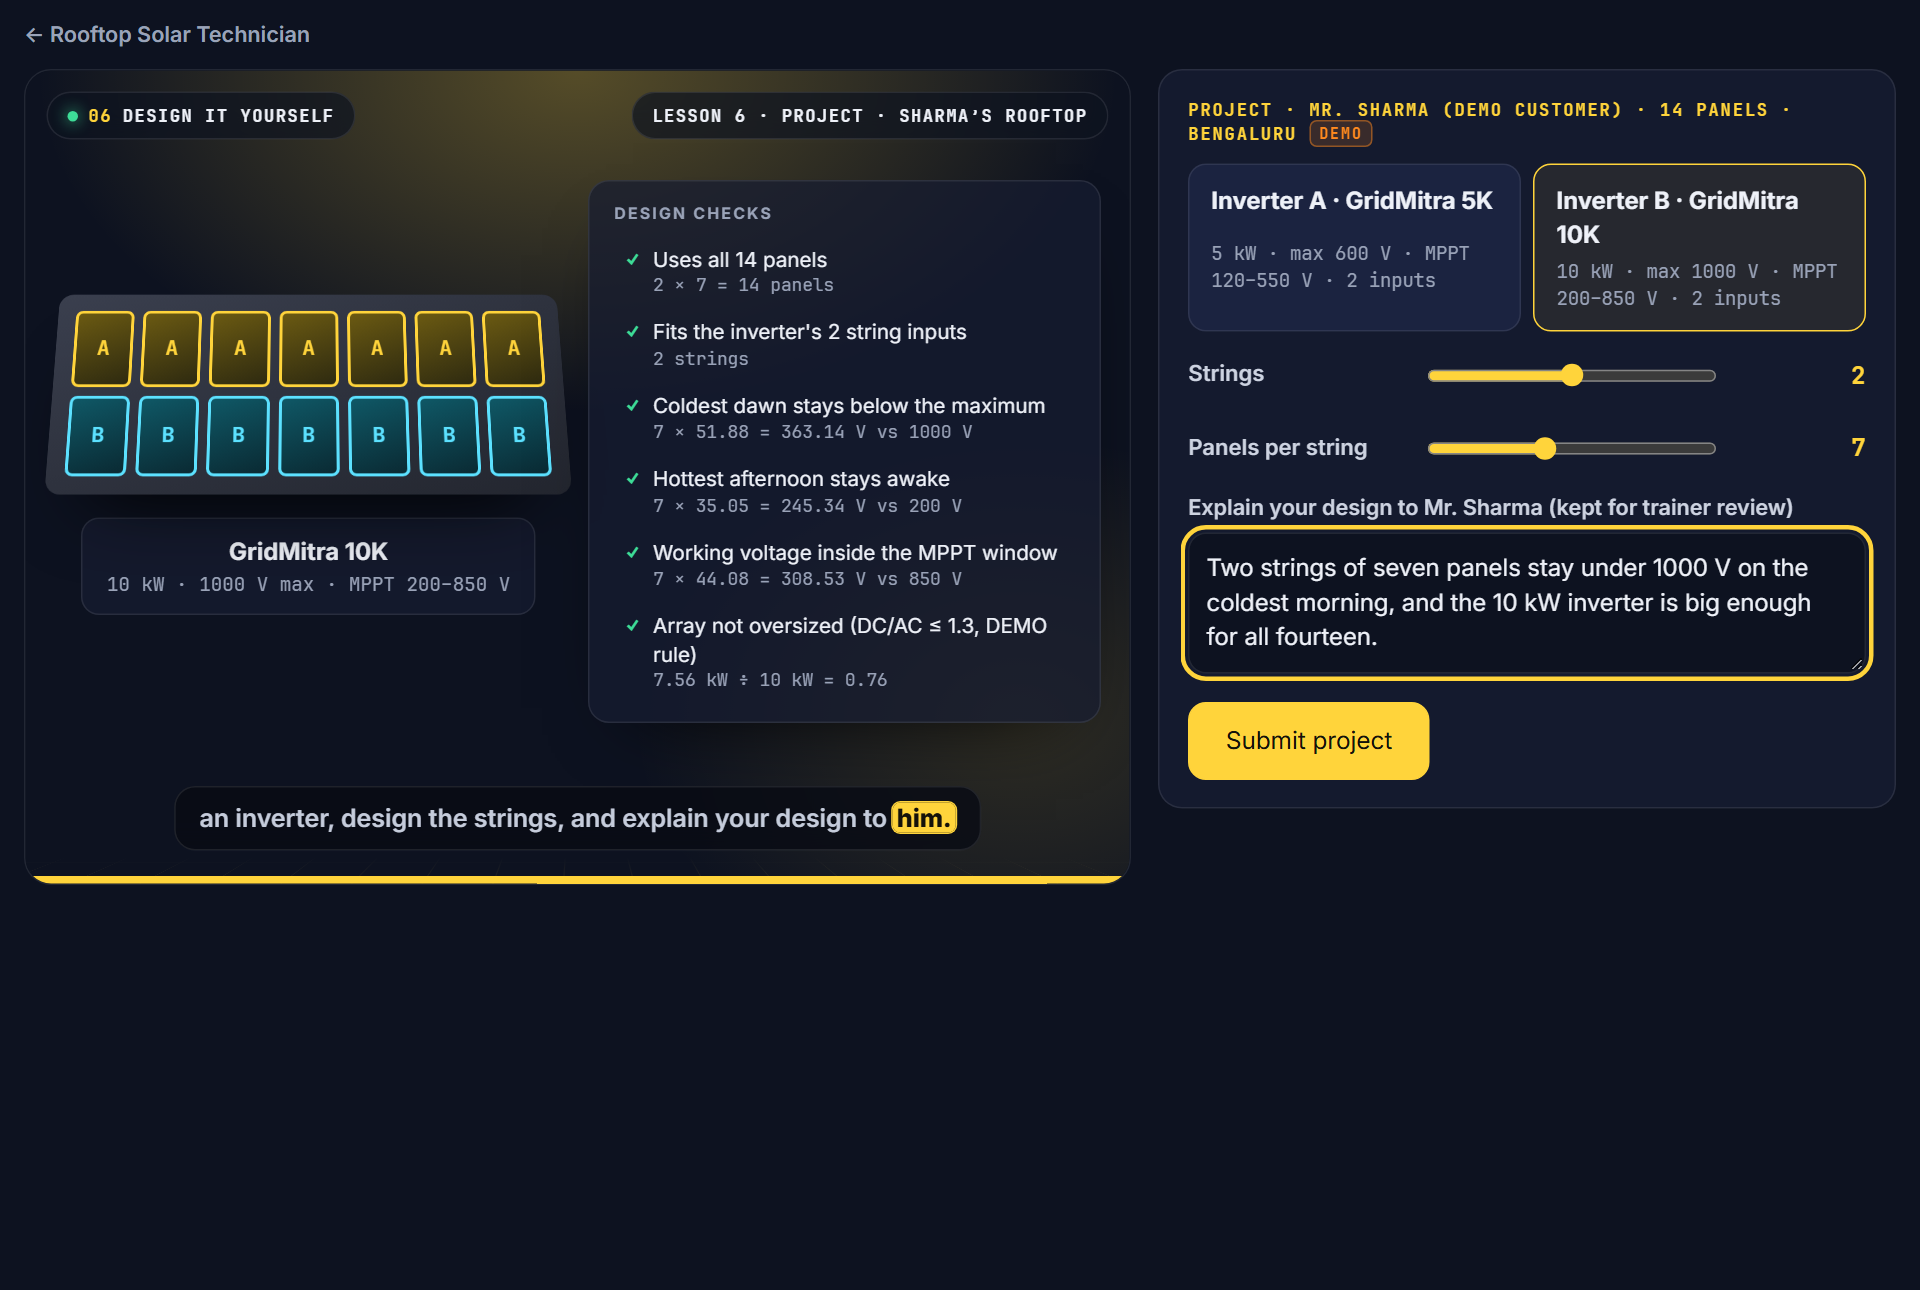 ← Rooftop Solar Technician
06 DESIGN IT YOURSELF
LESSON 6 · PROJECT · SHARMA'S ROOFTOP
A A A A A A A
B B B B B B B
GridMitra 10K
10 kW · 1000 V max · MPPT 200–850 V
DESIGN CHECKS
Uses all 14 panels
2 × 7 = 14 panels
Fits the inverter's 2 string inputs
2 strings
Coldest dawn stays below the maximum
7 × 51.88 = 363.14 V vs 1000 V
Hottest afternoon stays awake
7 × 35.05 = 245.34 V vs 200 V
Working voltage inside the MPPT window
7 × 44.08 = 308.53 V vs 850 V
Array not oversized (DC/AC ≤ 1.3, DEMO
rule)
7.56 kW ÷ 10 kW = 0.76
an inverter, design the strings, and explain your design to him.
PROJECT · MR. SHARMA (DEMO CUSTOMER) · 14 PANELS ·
BENGALURU DEMO
Inverter A · GridMitra 5K
5 kW · max 600 V · MPPT
120–550 V · 2 inputs
Inverter B · GridMitra
10K
10 kW · max 1000 V · MPPT
200–850 V · 2 inputs
Strings 2
Panels per string 7
Explain your design to Mr. Sharma (kept for trainer review)
Two strings of seven panels stay under 1000 V on the
coldest morning, and the 10 kW inverter is big enough
for all fourteen.
Submit project